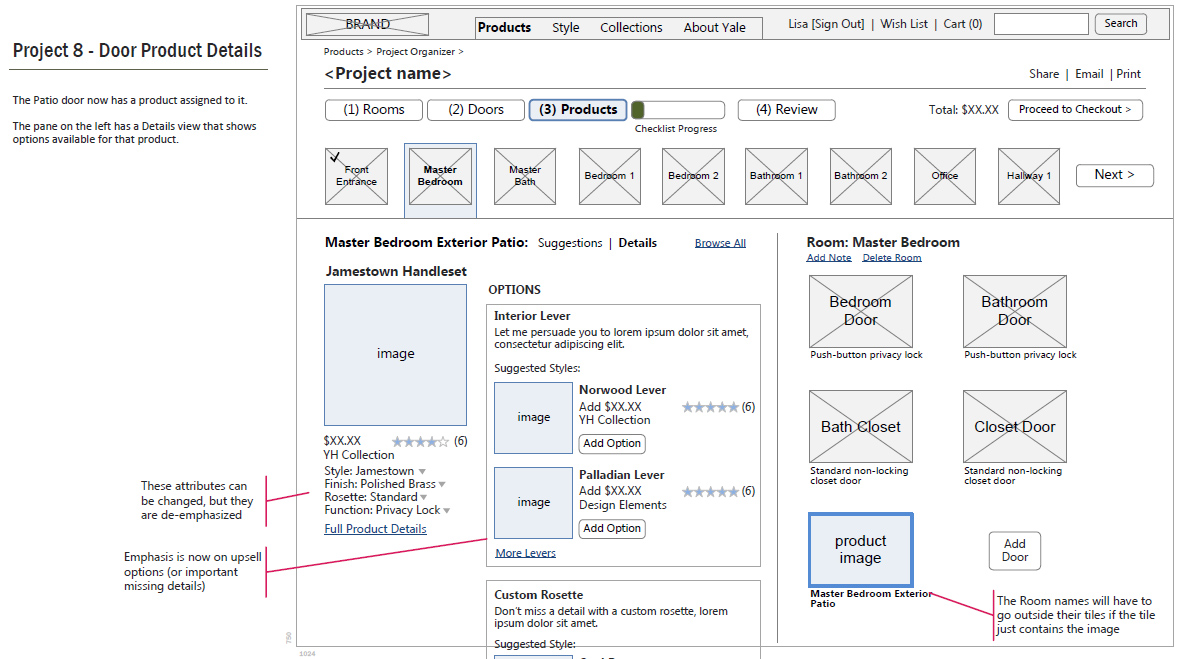 Project 8 - Door Product Details
The Patio door now has a product assigned to it.
The pane on the left has a Details view that shows
options available for that product.
BRAND
Products Style Collections About Yale
Lisa [Sign Out] | Wish List | Cart (0) Search
Products > Project Organizer >
<Project name>
Share | Email | Print
(1) Rooms (2) Doors (3) Products (4) Review
Checklist Progress
Total: $XX.XX Proceed to Checkout >
Front
Entrance
Master
Bedroom
Master
Bath
Bedroom 1
Bedroom 2
Bathroom 1
Bathroom 2
Office
Hallway 1
Next >
Master Bedroom Exterior Patio: Suggestions | Details Browse All
Jamestown Handleset
image
$XX.XX (6)
YH Collection
Style: Jamestown
Finish: Polished Brass
Rosette: Standard
Function: Privacy Lock
Full Product Details
These attributes can
be changed, but they
are de-emphasized
Emphasis is now on upsell
options (or important
missing details)
OPTIONS
Interior Lever
Let me persuade you to lorem ipsum dolor sit amet,
consectetur adipiscing elit.
Suggested Styles:
image
Norwood Lever
Add $XX.XX (6)
YH Collection
Add Option
image
Palladian Lever
Add $XX.XX (6)
Design Elements
Add Option
More Levers
Custom Rosette
Don't miss a detail with a custom rosette, lorem
ipsum dolor sit amet.
Suggested Style:
Room: Master Bedroom
Add Note Delete Room
Bedroom
Door
Push-button privacy lock
Bathroom
Door
Push-button privacy lock
Bath Closet
Standard non-locking
closet door
Closet Door
Standard non-locking
closet door
product
image
Master Bedroom Exterior
Patio
Add
Door
The Room names will have to
go outside their tiles if the tile
just contains the image
750
1024